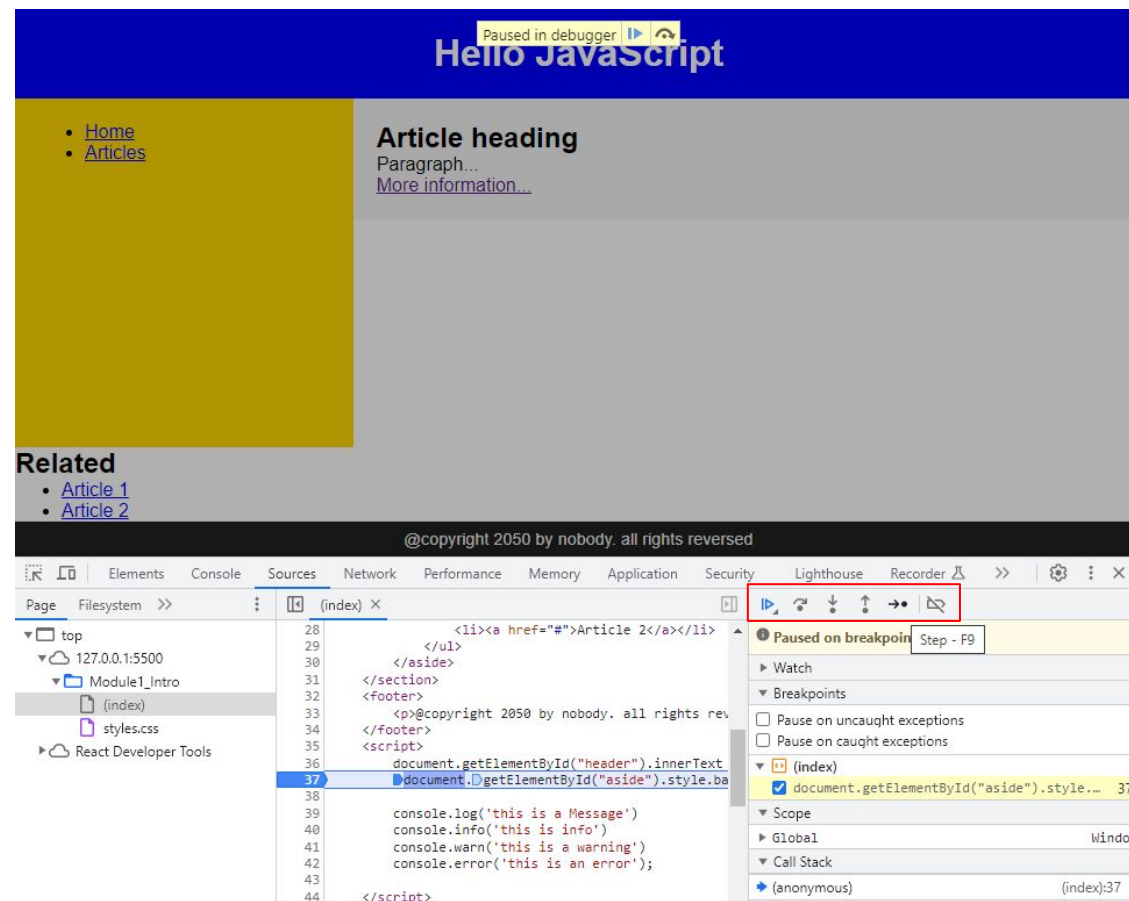 Paused in debugger
Hello JavaScript
Home
Articles
Article heading
Paragraph...
More information...
Related
Article 1
Article 2
@copyright 2050 by nobody. all rights reversed
Elements Console Sources Network Performance Memory Application Security Lighthouse Recorder
Page Filesystem
(index)
top
127.0.0.1:5500
Module1_Intro
(index)
styles.css
React Developer Tools
28 <li><a href="#">Article 2</a></li>
29 </ul>
30 </aside>
31 </section>
32 <footer>
33 <p>@copyright 2050 by nobody. all rights rev
34 </footer>
35 <script>
36 document.getElementById("header").innerText
37 document.getElementById("aside").style.ba
38
39 console.log('this is a Message')
40 console.info('this is info')
41 console.warn('this is a warning')
42 console.error('this is an error');
43
44 </script>
Paused on breakpoin
Step - F9
Watch
Breakpoints
Pause on uncaught exceptions
Pause on caught exceptions
(index)
document.getElementById("aside").style.… 37
Scope
Global Windo
Call Stack
(anonymous) (index):37